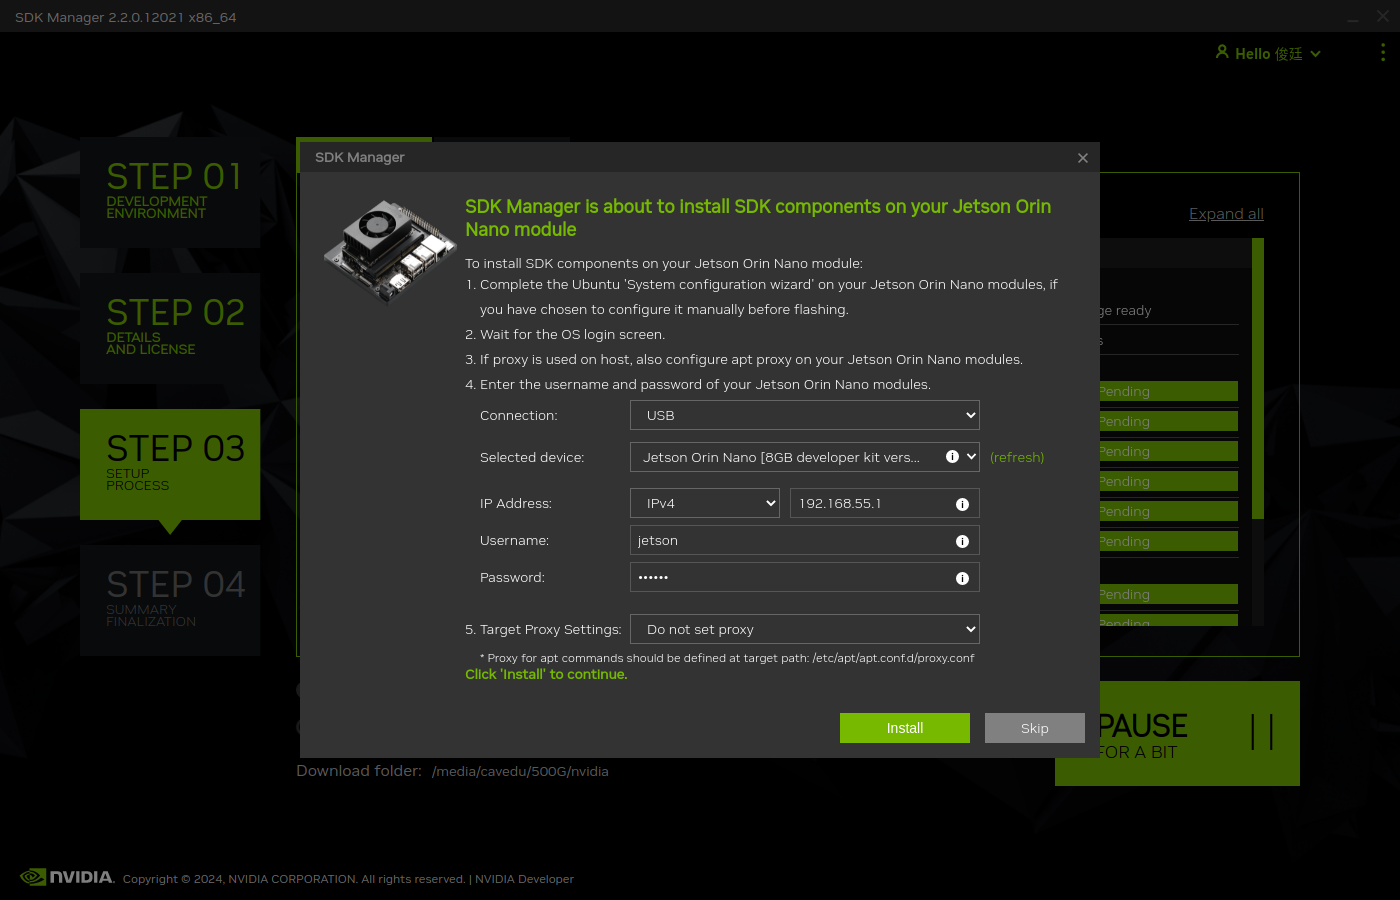 SDK Manager 2.2.0.12021 x86_64
Hello 俊廷
STEP 01
DEVELOPMENT
ENVIRONMENT
STEP 02
DETAILS
AND LICENSE
STEP 03
SETUP
PROCESS
STEP 04
SUMMARY
FINALIZATION
Expand all
ready
Pending
Pending
Pending
Pending
Pending
Pending
Pending
Pending
SDK Manager
SDK Manager is about to install SDK components on your Jetson Orin
Nano module
To install SDK components on your Jetson Orin Nano module:
1. Complete the Ubuntu 'System configuration wizard' on your Jetson Orin Nano modules, if
you have chosen to configure it manually before flashing.
2. Wait for the OS login screen.
3. If proxy is used on host, also configure apt proxy on your Jetson Orin Nano modules.
4. Enter the username and password of your Jetson Orin Nano modules.
Connection: USB
Selected device: Jetson Orin Nano [8GB developer kit vers... (refresh)
IP Address: IPv4 192.168.55.1
Username: jetson
Password: ••••••
5. Target Proxy Settings: Do not set proxy
* Proxy for apt commands should be defined at target path: /etc/apt/apt.conf.d/proxy.conf
Click 'Install' to continue.
Install Skip
PAUSE
FOR A BIT
Download folder: /media/cavedu/500G/nvidia
NVIDIA. Copyright © 2024, NVIDIA CORPORATION. All rights reserved. | NVIDIA Developer